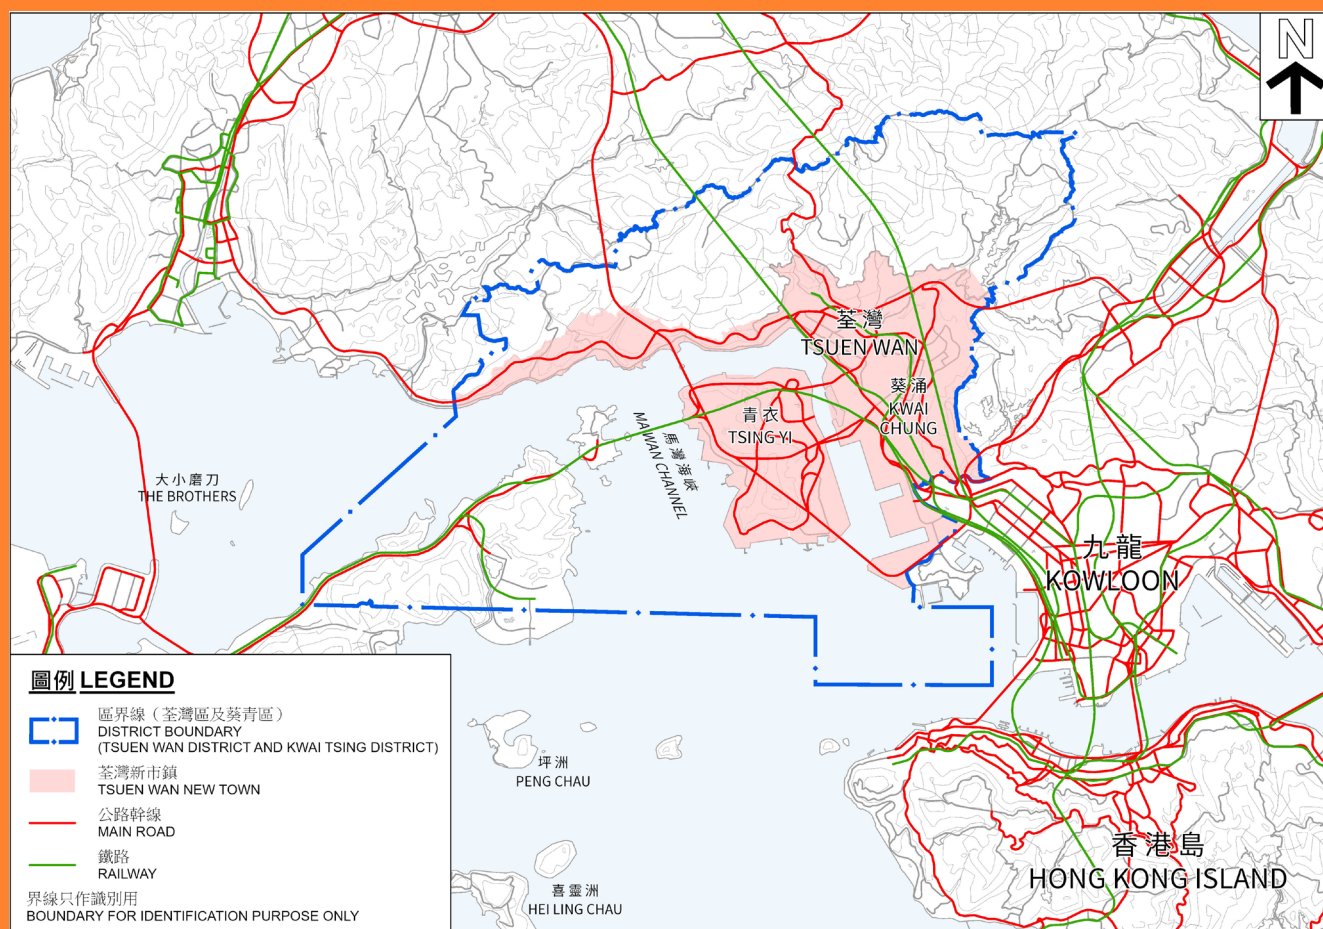 N
荃灣
TSUEN WAN
葵涌
KWAI
CHUNG
青衣
TSING YI
馬灣海峽
MA WAN CHANNEL
大小磨刀
THE BROTHERS
九龍
KOWLOON
圖例 LEGEND
區界線（荃灣區及葵青區）
DISTRICT BOUNDARY
(TSUEN WAN DISTRICT AND KWAI TSING DISTRICT)
荃灣新市鎮
TSUEN WAN NEW TOWN
公路幹線
MAIN ROAD
鐵路
RAILWAY
界線只作識別用
BOUNDARY FOR IDENTIFICATION PURPOSE ONLY
坪洲
PENG CHAU
喜靈洲
HEI LING CHAU
香港島
HONG KONG ISLAND